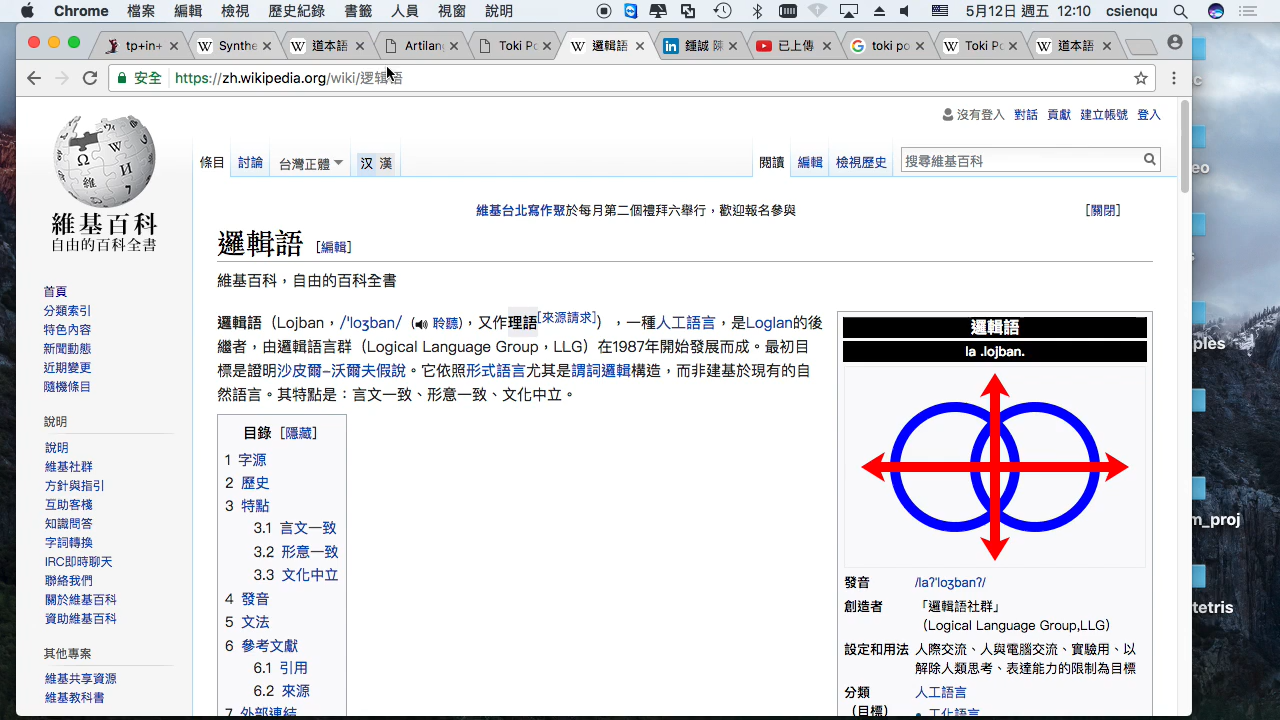 Chrome 檔案 編輯 檢視 歷史紀錄 書籤 人員 視窗 說明 5月12日 週五 12:10 csienqu
tp+in+ Synthe 道本語 Artilang Toki Po 邏輯語 鍾誠 已上傳 toki po Toki Po 道本語
安全 https://zh.wikipedia.org/wiki/逻辑语
沒有登入 對話 貢獻 建立帳號 登入
條目 討論 台灣正體 汉 漢 閱讀 編輯 檢視歷史 搜尋維基百科
維基百科
自由的百科全書
維基台北寫作聚於每月第二個禮拜六舉行，歡迎報名參與 [關閉]
邏輯語 [編輯]
維基百科，自由的百科全書
邏輯語（Lojban，/ˈloʒban/ （ 聆聽），又作理語[來源請求]），一種人工語言，是Loglan的後
繼者，由邏輯語言群（Logical Language Group，LLG）在1987年開始發展而成。最初目
標是證明沙皮爾–沃爾夫假說。它依照形式語言尤其是謂詞邏輯構造，而非建基於現有的自
然語言。其特點是：言文一致、形意一致、文化中立。
目錄 [隱藏]
1 字源
2 歷史
3 特點
3.1 言文一致
3.2 形意一致
3.3 文化中立
4 發音
5 文法
6 參考文獻
6.1 引用
6.2 來源
7 外部連結
邏輯語
la .lojban.
發音 /laʔˈloʒbanʔ/
創造者 「邏輯語社群」
（Logical Language Group,LLG）
設定和用法 人際交流、人與電腦交流、實驗用、以
解除人類思考、表達能力的限制為目標
分類 人工語言
（目標） • 工化語言
首頁
分類索引
特色內容
新聞動態
近期變更
隨機條目
說明
說明
維基社群
方針與指引
互助客棧
知識問答
字詞轉換
IRC即時聊天
聯絡我們
關於維基百科
資助維基百科
其他專案
維基共享資源
維基教科書
eo
ples
m_proj
tetris